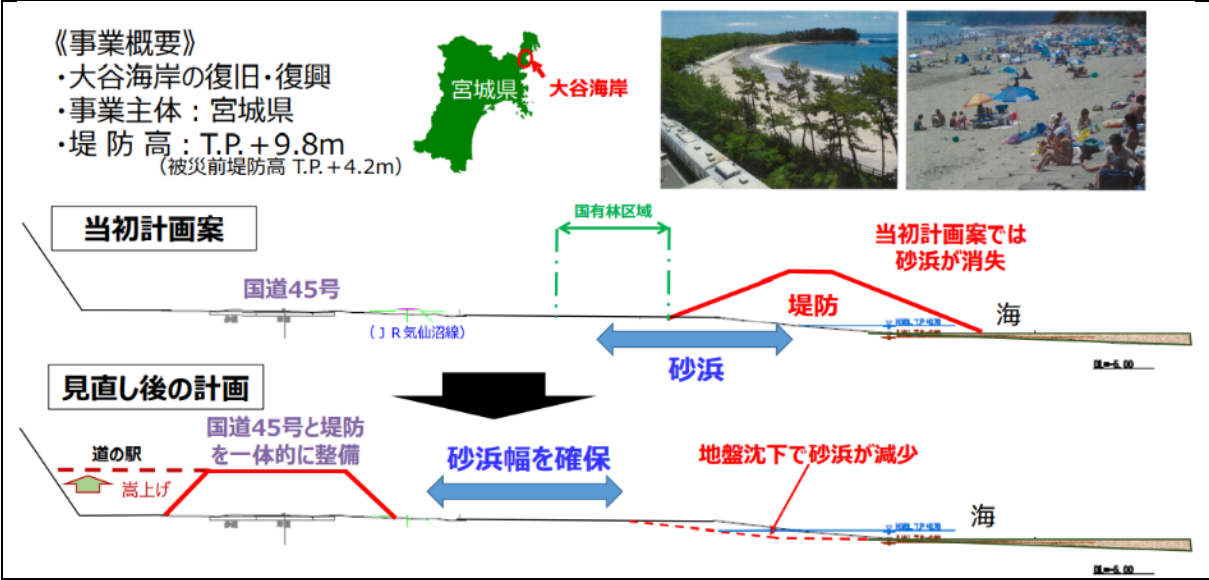 《事業概要》
・大谷海岸の復旧・復興
・事業主体：宮城県
・堤 防 高：T.P.＋9.8m
（被災前堤防高 T.P.＋4.2m）
宮城県
大谷海岸
当初計画案
国有林区域
当初計画案では
砂浜が消失
国道45号
堤防
海
（ＪＲ気仙沼線）
砂浜
DL=-5.00
見直し後の計画
国道45号と堤防
を一体的に整備
道の駅
嵩上げ
砂浜幅を確保
地盤沈下で砂浜が減少
海
DL=-5.00